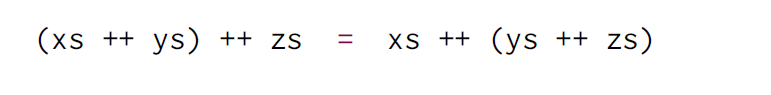 (xs ++ ys) ++ zs = xs ++ (ys ++ zs)